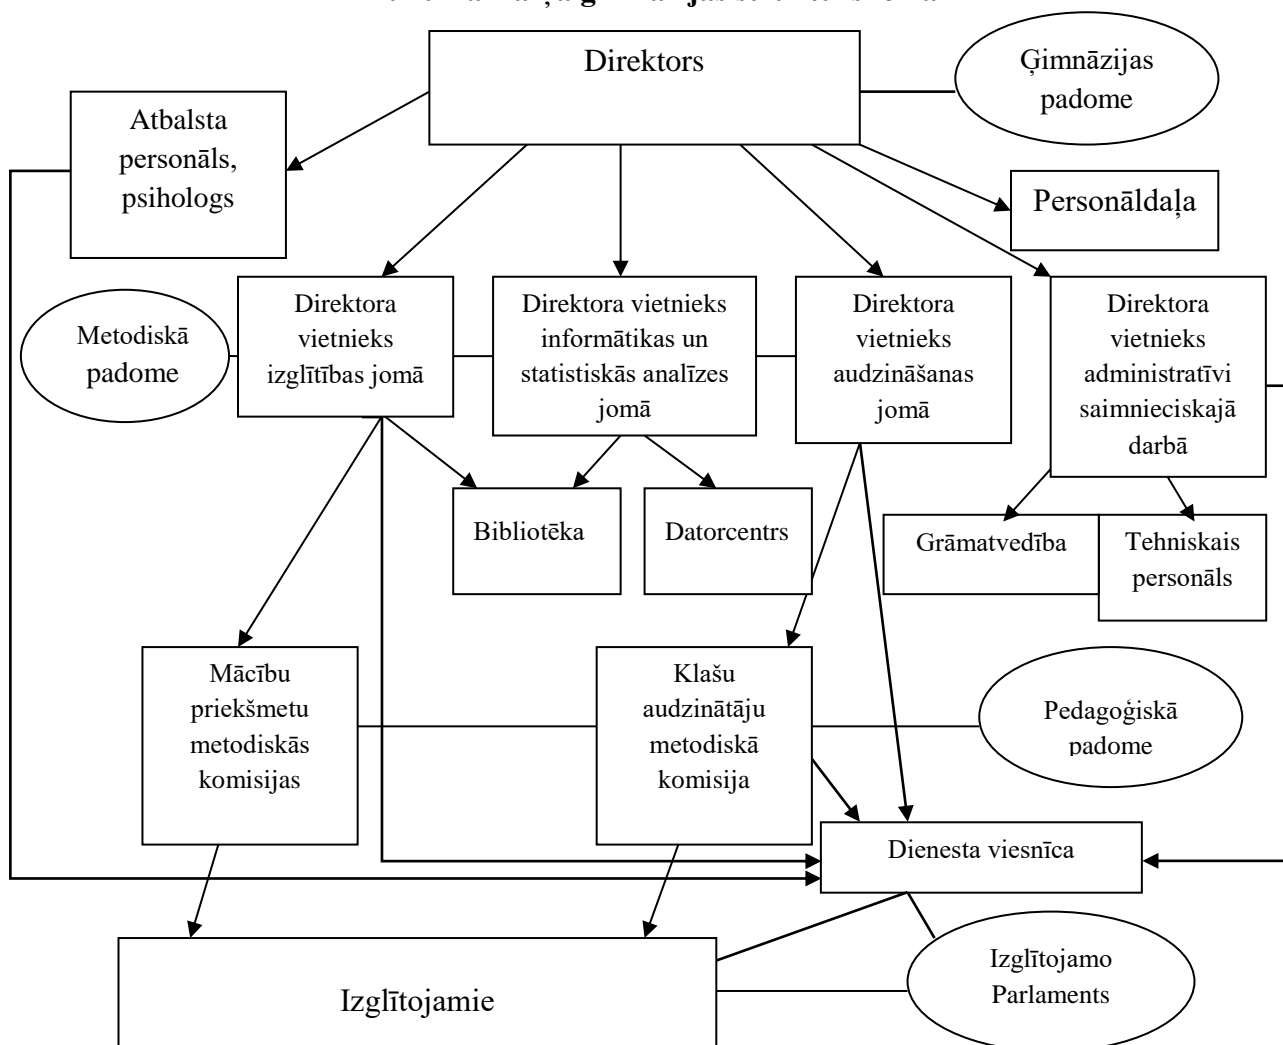 Direktors
Ģimnāzijas
padome
Atbalsta
personāls,
psihologs
Personāldaļa
Metodiskā
padome
Direktora
vietnieks
izglītības jomā
Direktora vietnieks
informātikas un
statistiskās analīzes
jomā
Direktora
vietnieks
audzināšanas
jomā
Direktora
vietnieks
administratīvi
saimnieciskajā
darbā
Bibliotēka
Datorcentrs
Grāmatvedība
Tehniskais
personāls
Mācību
priekšmetu
metodiskās
komisijas
Klašu
audzinātāju
metodiskā
komisija
Pedagoģiskā
padome
Dienesta viesnīca
Izglītojamie
Izglītojamo
Parlaments